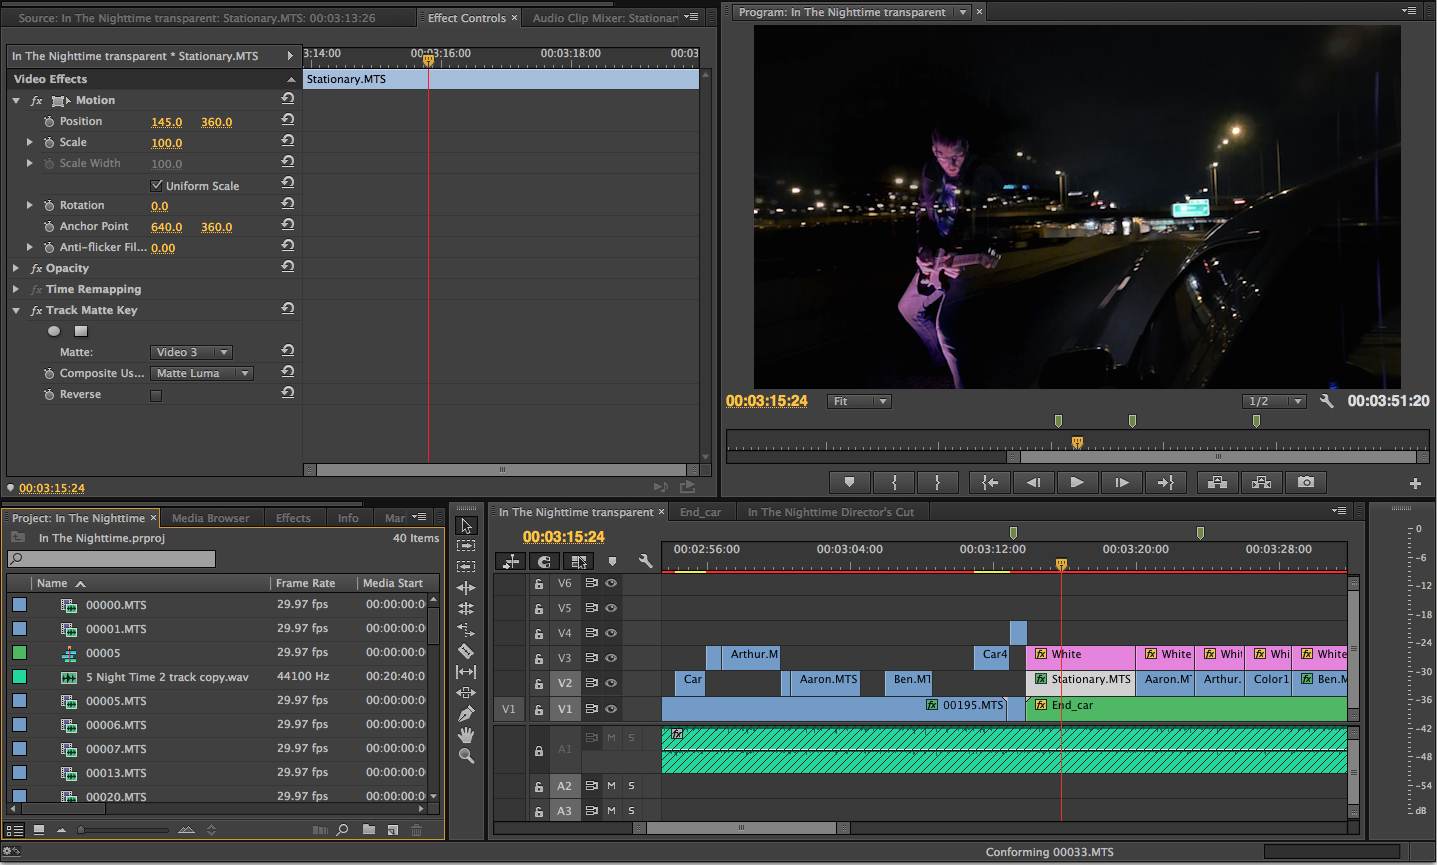 Source: In The Nighttime transparent: Stationary.MTS: 00:03:13:26
Effect Controls ×
Audio Clip Mixer: Stationar
In The Nighttime transparent * Stationary.MTS
3:14:00 00:03:16:00 00:03:18:00 00:03
Video Effects
Stationary.MTS
fx Motion
Position 145.0 360.0
Scale 100.0
Scale Width 100.0
Uniform Scale
Rotation 0.0
Anchor Point 640.0 360.0
Anti-flicker Fil... 0.00
fx Opacity
fx Time Remapping
fx Track Matte Key
Matte: Video 3
Composite Us... Matte Luma
Reverse
00:03:15:24
Program: In The Nighttime transparent ×
00:03:15:24 Fit 1/2 00:03:51:20
Project: In The Nighttime × Media Browser Effects Info Mar
In The Nighttime.prproj 40 Items
Name Frame Rate Media Start
00000.MTS 29.97 fps 00:00:00:0
00001.MTS 29.97 fps 00:00:00:0
00005 29.97 fps 00:00:00:0
5 Night Time 2 track copy.wav 44100 Hz 00:20:40:0
00005.MTS 29.97 fps 00:00:00:0
00006.MTS 29.97 fps 00:00:00:0
00007.MTS 29.97 fps 00:00:00:0
00013.MTS 29.97 fps 00:00:00:0
00020.MTS 29.97 fps 00:00:00:0
In The Nighttime transparent × End_car In The Nighttime Director's Cut
00:03:15:24
00:02:56:00 00:03:04:00 00:03:12:00 00:03:20:00 00:03:28:00
V6
V5
V4
V3 Arthur.M Car4 fx White fx White fx Whi fx Whi fx White
V2 Car Aaron.MTS Ben.MT fx Stationary.MTS Aaron.M Arthur. Color1 fx Ben.M
V1 V1 fx 00195.MTS fx End_car
A1 M S fx
A2 M S
A3 M S
0
-6
-12
-18
-24
-30
-36
-42
-48
-54
dB
Conforming 00033.MTS